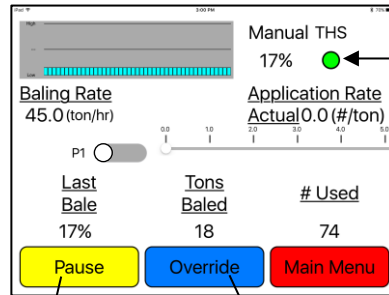 iPad 3:00 PM 76%
High
Low
Manual THS
17%
Baling Rate
45.0 (ton/hr)
Application Rate
Actual 0.0 (#/ton)
0.0 1.0 2.0 3.0 4.0 5.0
P1
Last Bale
17%
Tons Baled
18
# Used
74
Pause
Override
Main Menu